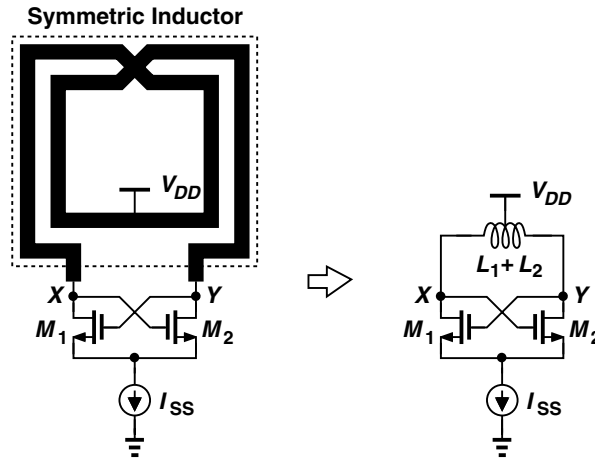 Symmetric Inductor
V_DD
X Y
M_1 M_2
I_SS
V_DD
L_1 + L_2
X Y
M_1 M_2
I_SS